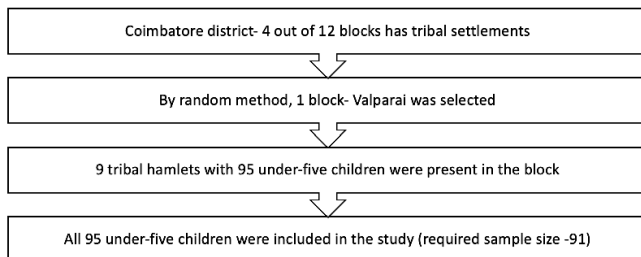 Coimbatore district- 4 out of 12 blocks has tribal settlements
By random method, 1 block- Valparai was selected
9 tribal hamlets with 95 under-five children were present in the block
All 95 under-five children were included in the study (required sample size -91)